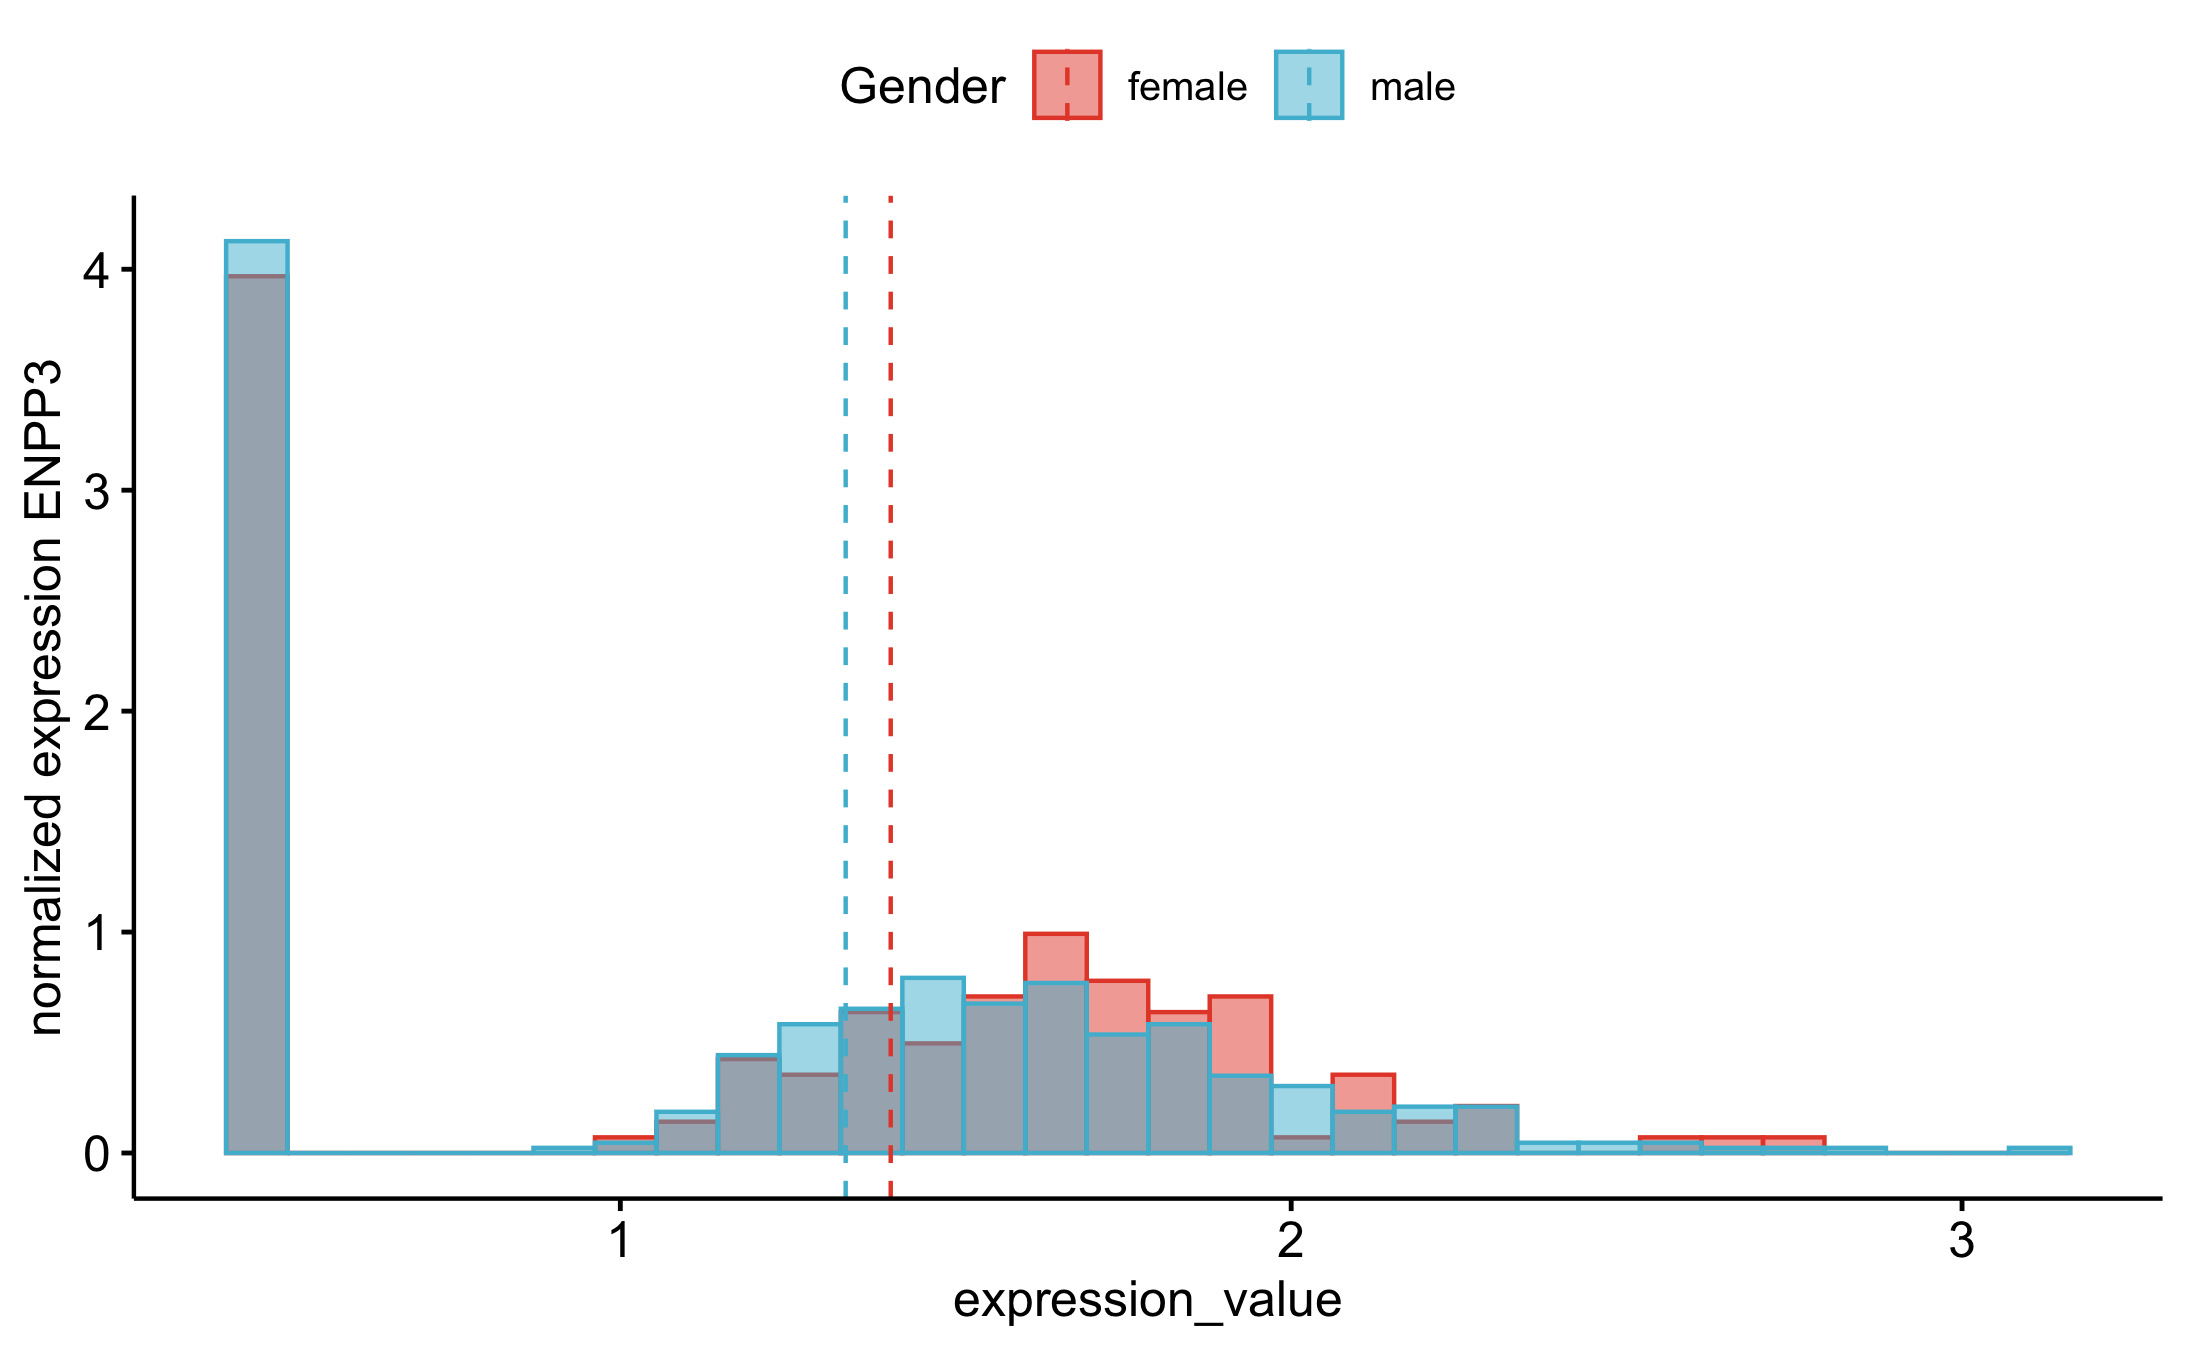 Gender female male
normalized expression ENPP3
4
3
2
1
0
1 2 3
expression_value